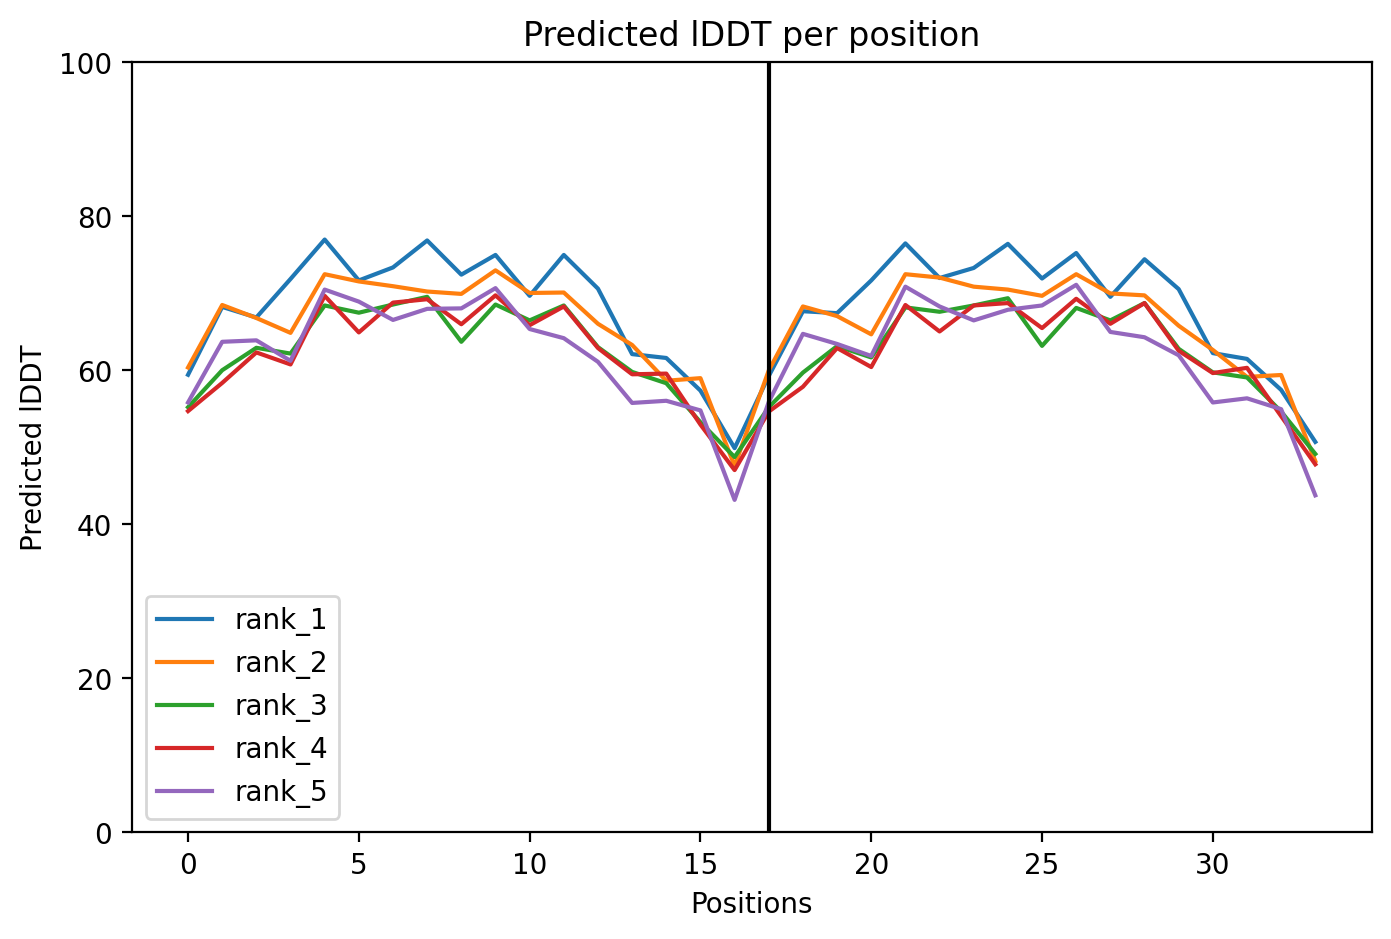 Predicted lDDT per position
100
80
60
40
20
0
Predicted lDDT
rank_1
rank_2
rank_3
rank_4
rank_5
0 5 10 15 20 25 30
Positions